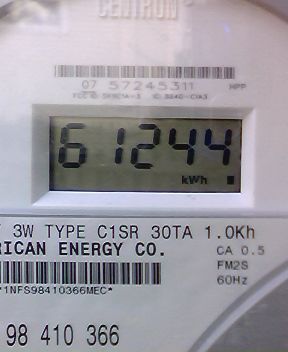 CENTRON
07 57245311 HPP
61244
kWh
3W TYPE C1SR 30TA 1.0Kh
RICAN ENERGY CO.
CA 0.5
FM2S
60Hz
*1NFS98410366MEC*
98 410 366